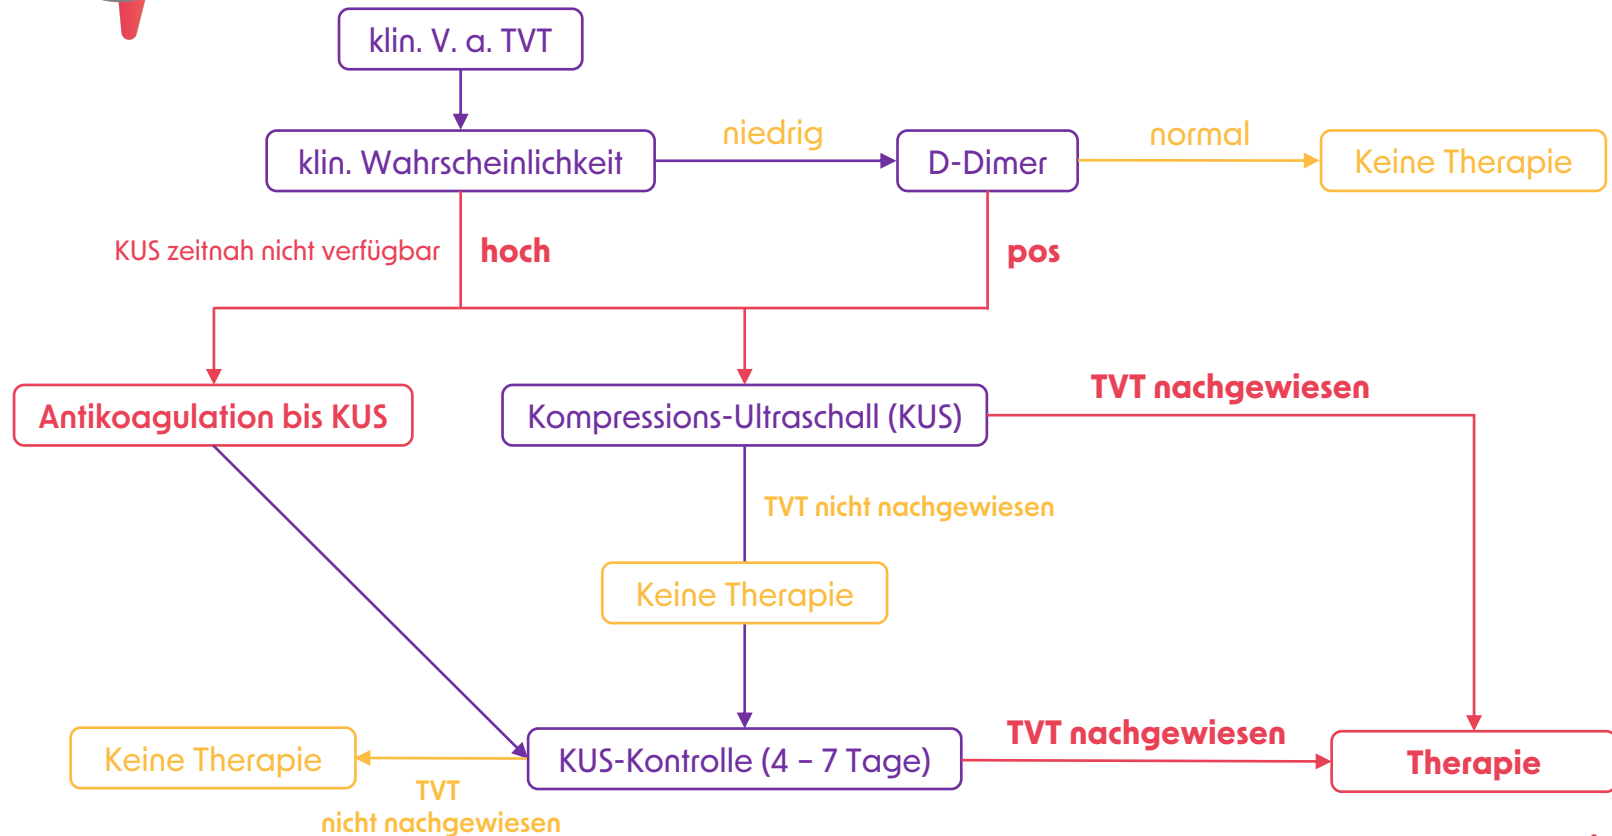 klin. V. a. TVT
klin. Wahrscheinlichkeit
niedrig
D-Dimer
normal
Keine Therapie
KUS zeitnah nicht verfügbar
hoch
pos
Antikoagulation bis KUS
Kompressions-Ultraschall (KUS)
TVT nachgewiesen
TVT nicht nachgewiesen
Keine Therapie
Keine Therapie
TVT
nicht nachgewiesen
KUS-Kontrolle (4 – 7 Tage)
TVT nachgewiesen
Therapie